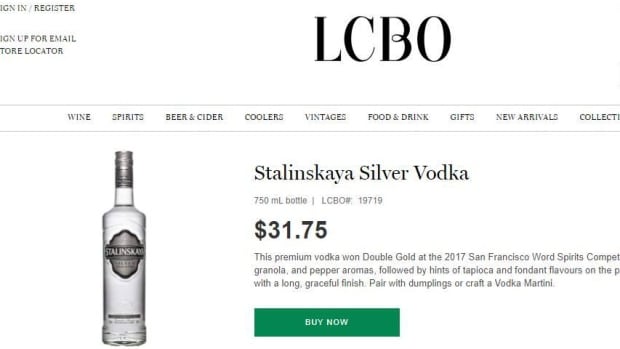 IGN IN / REGISTER
LCBO
IGN UP FOR EMAIL
TORE LOCATOR
WINE SPIRITS BEER & CIDER COOLERS VINTAGES FOOD & DRINK GIFTS NEW ARRIVALS COLLECTI
Stalinskaya Silver Vodka
750 mL bottle | LCBO#: 19719
$31.75
This premium vodka won Double Gold at the 2017 San Francisco Word Spirits Compet
granola, and pepper aromas, followed by hints of tapioca and fondant flavours on the p
with a long, graceful finish. Pair with dumplings or craft a Vodka Martini.
STALINSKAYA
SILVER
BUY NOW